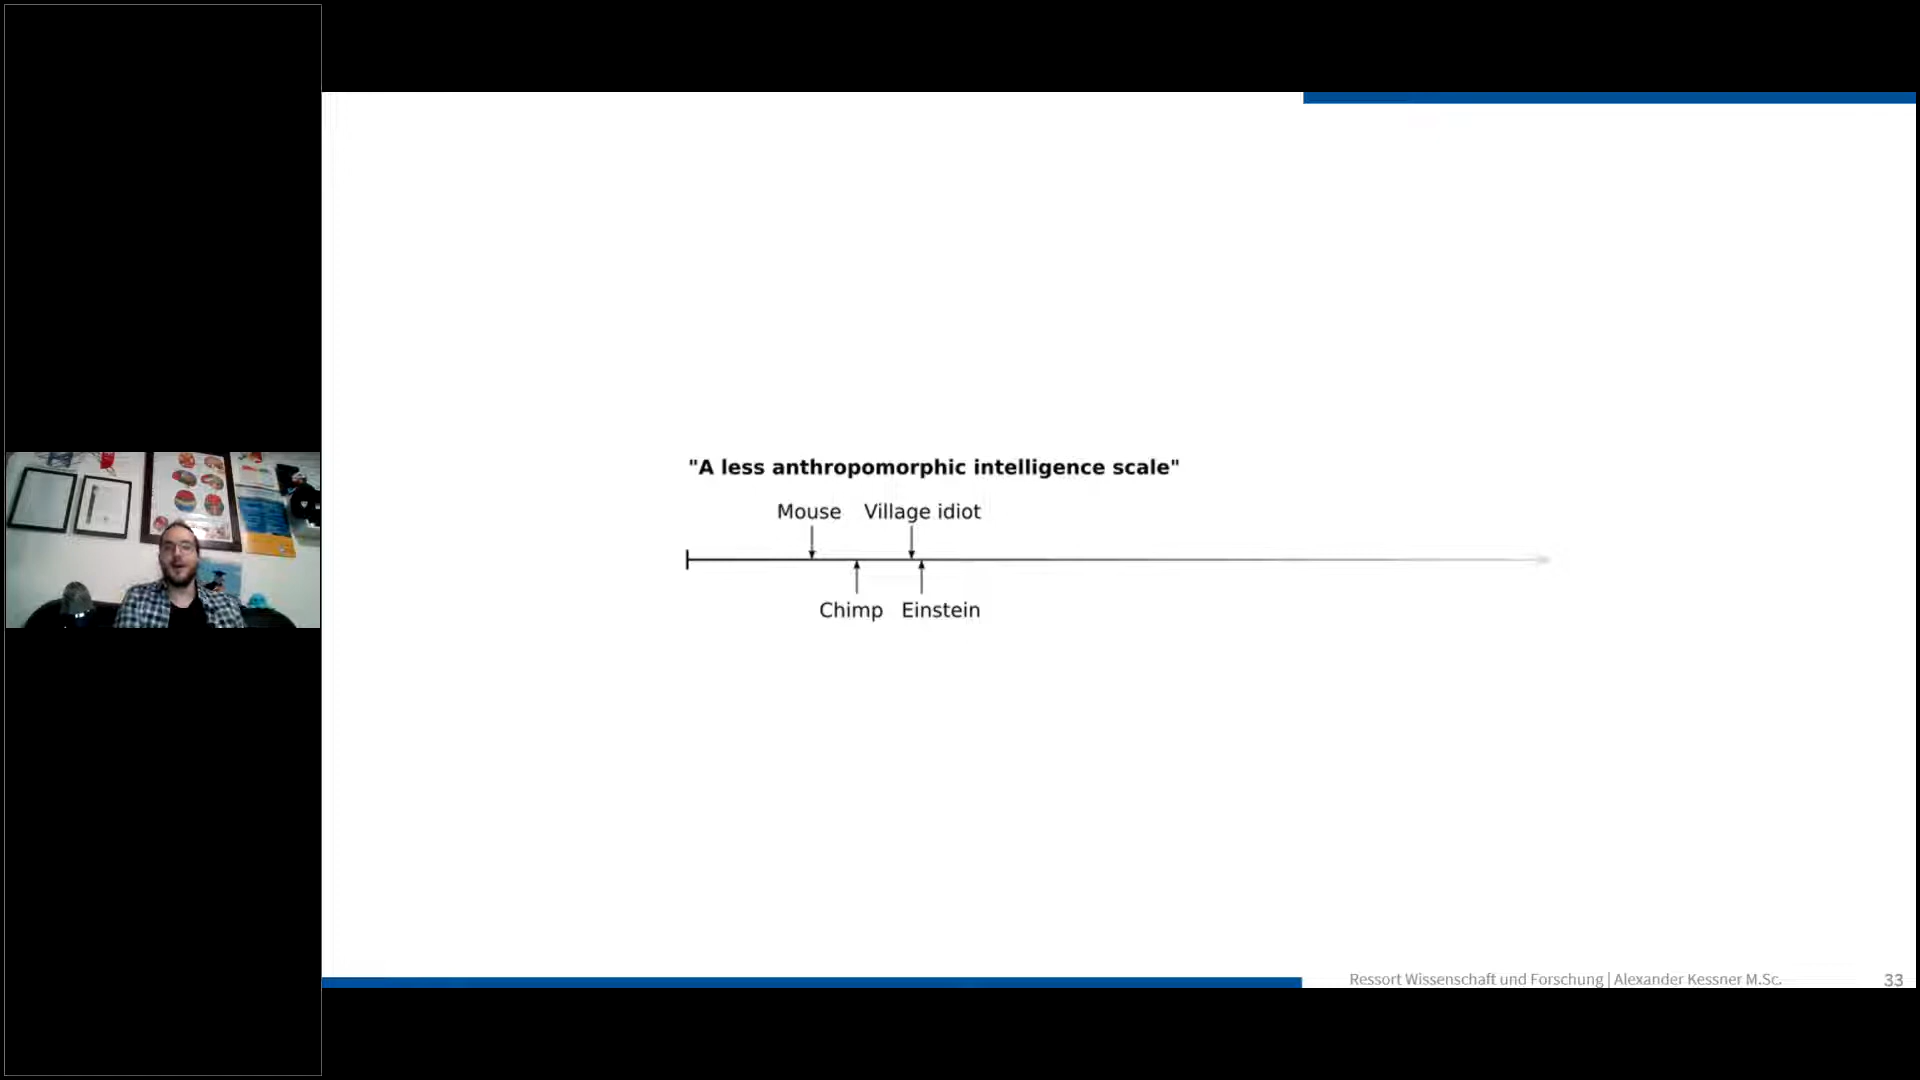 "A less anthropomorphic intelligence scale"
Mouse Village idiot
Chimp Einstein
Ressort Wissenschaft und Forschung | Alexander Kessner M.Sc. 33